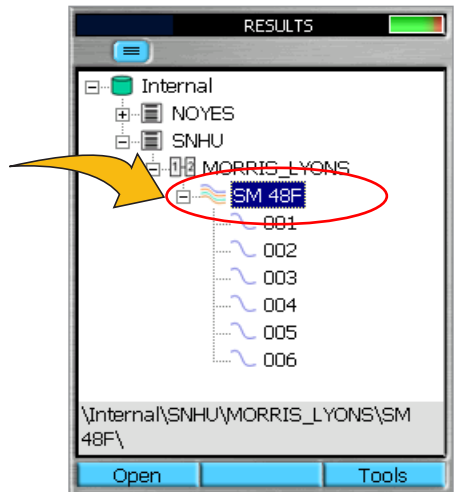 RESULTS
Internal
NOYES
SNHU
1 2 MORRIS_LYONS
SM 48F
001
002
003
004
005
006
\Internal\SNHU\MORRIS_LYONS\SM
48F\
Open Tools